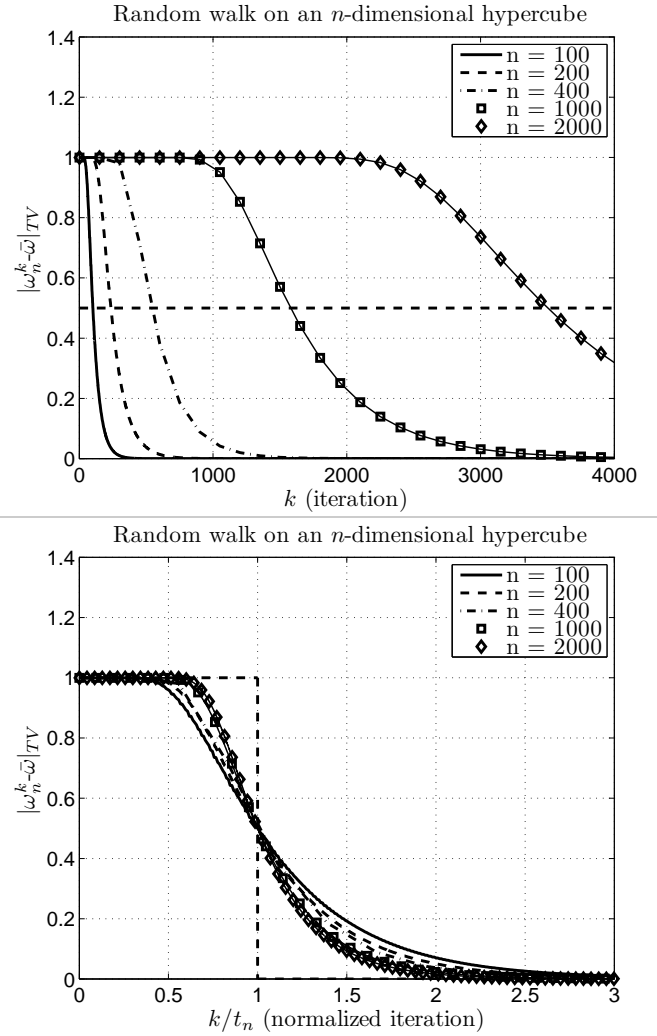 Random walk on an n-dimensional hypercube
1.4
1.2
1
0.8
0.6
0.4
0.2
0
|ω_n^k-ω̄|_TV
n = 100
n = 200
n = 400
n = 1000
n = 2000
0 1000 2000 3000 4000
k (iteration)
Random walk on an n-dimensional hypercube
1.4
1.2
1
0.8
0.6
0.4
0.2
0
|ω_n^k-ω̄|_TV
n = 100
n = 200
n = 400
n = 1000
n = 2000
0 0.5 1 1.5 2 2.5 3
k/t_n (normalized iteration)